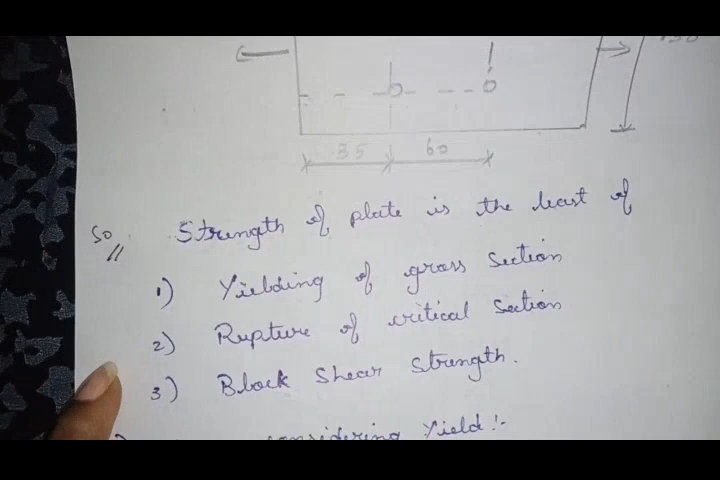 35 60
So, Strength of plate is the least of
1) Yielding of gross section
2) Rupture of critical section
3) Block Shear Strength.
considering Yield:-